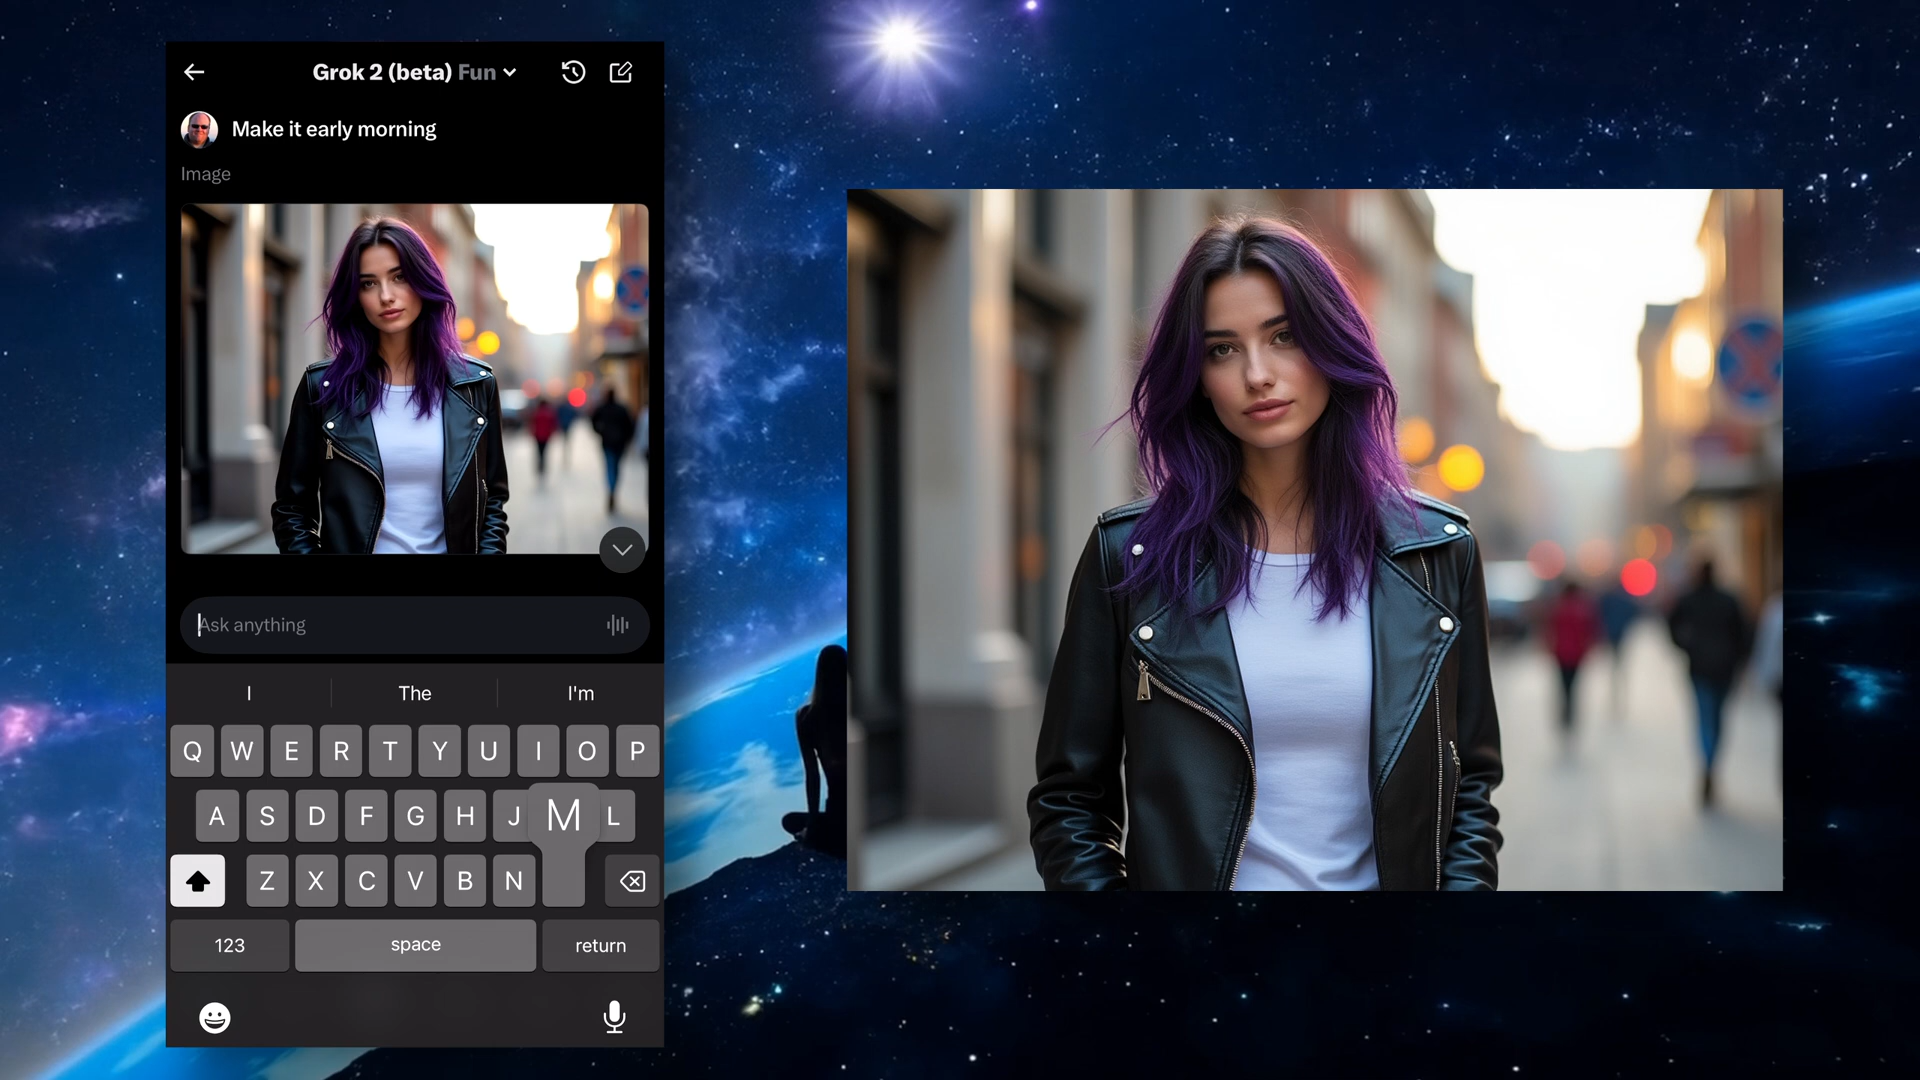 Grok 2 (beta) Fun
Make it early morning
Image
Ask anything
I The I'm
Q W E R T Y U I O P
A S D F G H J M L
Z X C V B N
123 space return